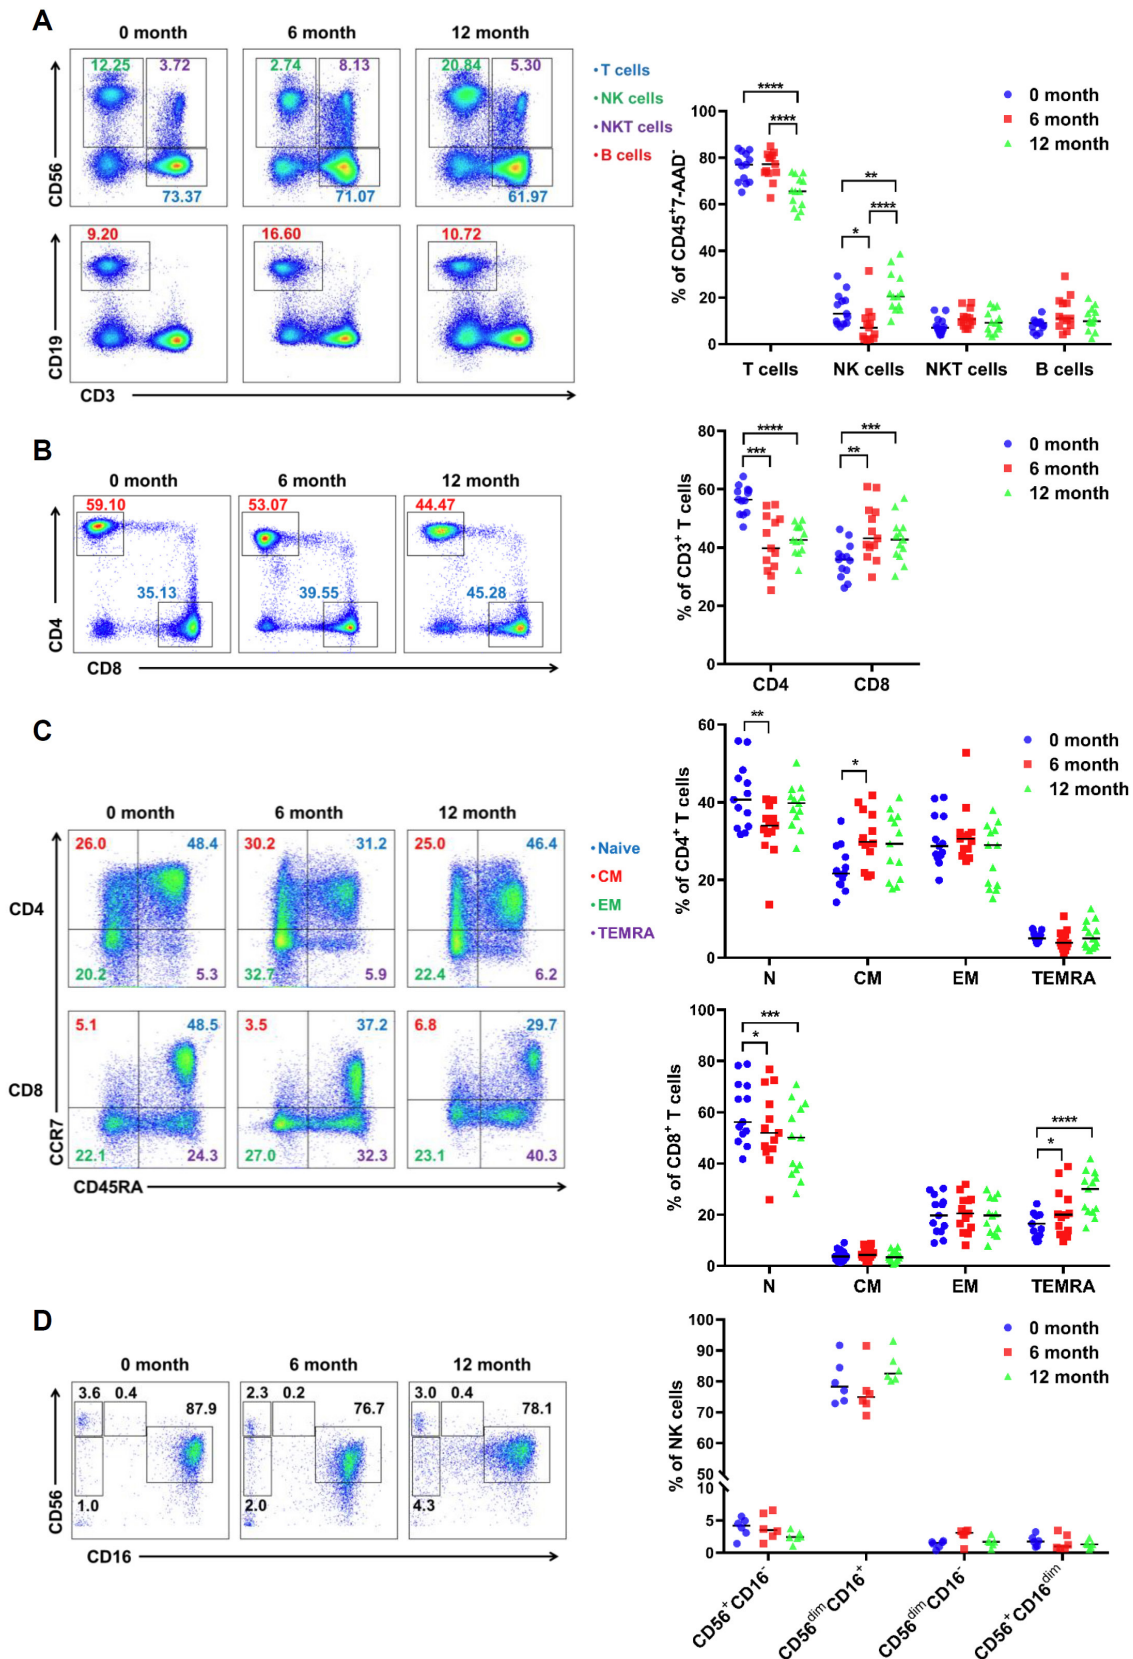 A
0 month 6 month 12 month
12.25 3.72 2.74 8.13 20.84 5.30
73.37 71.07 61.97
CD56
•T cells
•NK cells
•NKT cells
•B cells
9.20 16.60 10.72
CD19
CD3
% of CD45+7-AAD-
100
80
60
40
20
0
**** **** ** **** *
0 month
6 month
12 month
T cells NK cells NKT cells B cells
B
0 month 6 month 12 month
59.10 53.07 44.47
35.13 39.55 45.28
CD4
CD8
% of CD3+ T cells
80
60
40
20
0
**** *** *** **
0 month
6 month
12 month
CD4 CD8
C
0 month 6 month 12 month
26.0 48.4 30.2 31.2 25.0 46.4
CD4
20.2 5.3 32.7 5.9 22.4 6.2
•Naive
•CM
•EM
•TEMRA
5.1 48.5 3.5 37.2 6.8 29.7
CD8
22.1 24.3 27.0 32.3 23.1 40.3
CCR7
CD45RA
% of CD4+ T cells
60
40
20
0
** *
0 month
6 month
12 month
N CM EM TEMRA
% of CD8+ T cells
100
80
60
40
20
0
*** * **** *
N CM EM TEMRA
D
0 month 6 month 12 month
3.6 0.4 2.3 0.2 3.0 0.4
87.9 76.7 78.1
1.0 2.0 4.3
CD56
CD16
% of NK cells
100
90
80
70
60
50
10
5
0
0 month
6 month
12 month
CD56+CD16- CD56dimCD16+ CD56dimCD16- CD56+CD16dim